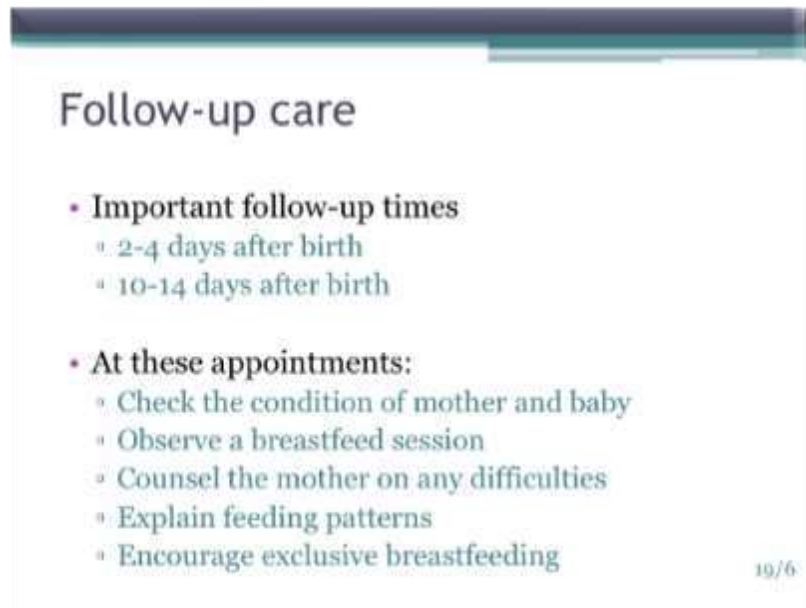 Follow-up care
• Important follow-up times
▫ 2-4 days after birth
▫ 10-14 days after birth
• At these appointments:
▫ Check the condition of mother and baby
▫ Observe a breastfeed session
▫ Counsel the mother on any difficulties
▫ Explain feeding patterns
▫ Encourage exclusive breastfeeding
19/6